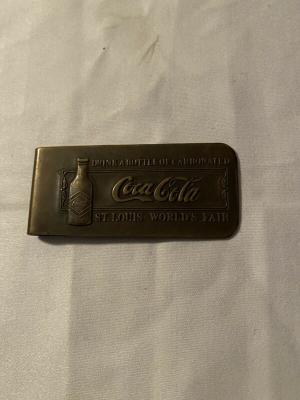 DRINK A BOTTLE OF CARBONATED
Coca-Cola
ST. LOUIS WORLD'S FAIR